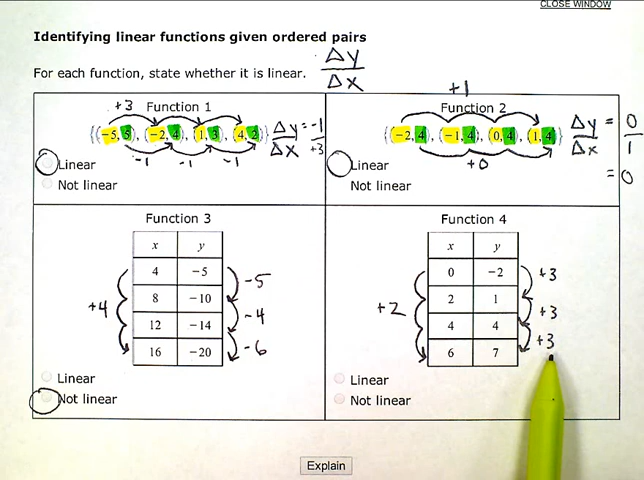 CLOSE WINDOW
Identifying linear functions given ordered pairs
For each function, state whether it is linear.
Δy
Δx
Function 1
+3
{(−5, 5), (−2, 4), (1, 3), (4, 2)}
-1 -1 -1
Δy = -1
Δx +3
Linear
Not linear
Function 2
+1
{(−2, 4), (−1, 4), (0, 4), (1, 4)}
+0
Δy = 0
Δx 1
= 0
Linear
Not linear
Function 3
x y
4 −5
8 −10
12 −14
16 −20
+4
-5
-4
-6
Linear
Not linear
Function 4
x y
0 −2
2 1
4 4
6 7
+2
+3
+3
+3
Linear
Not linear
Explain